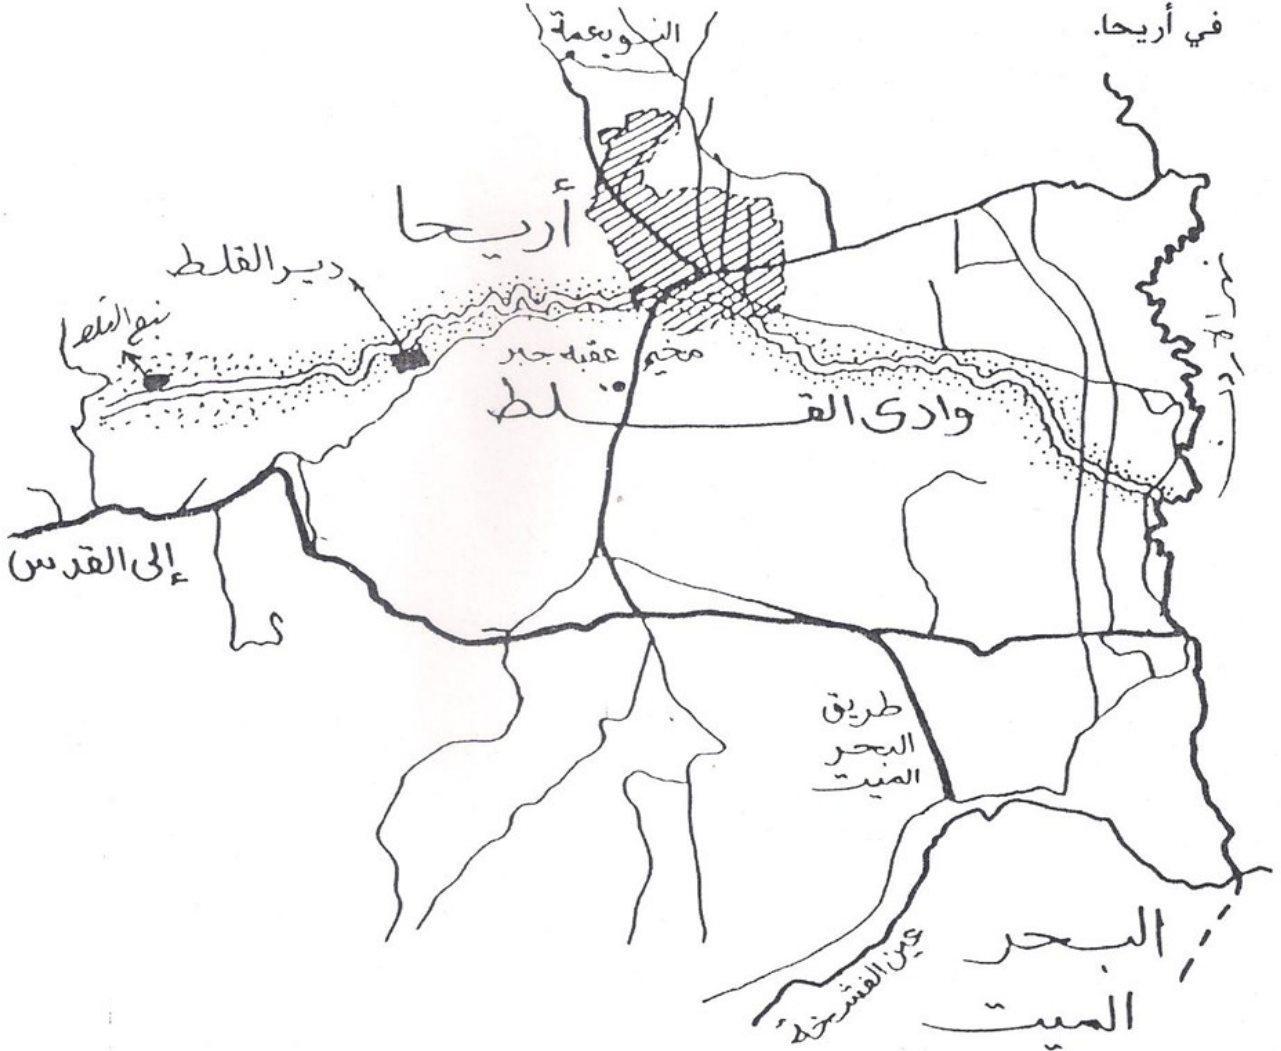 في أريحا.
النويعمة
أريحا
دير القلط
نبع القلط
مخيم عقبة جبر
وادى القلط
إلى القدس
طريق
البحر
الميت
عين الفشخة
البحر
الميت